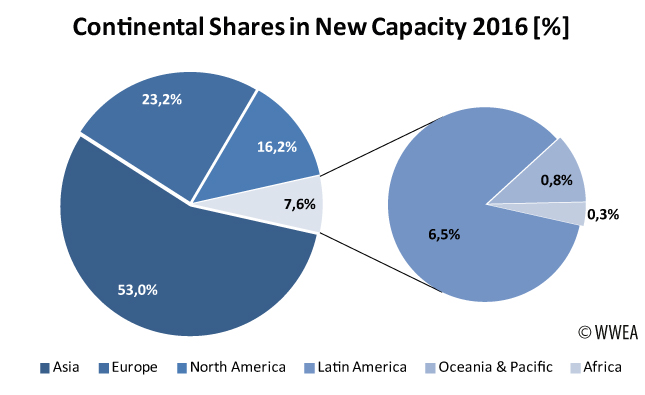 Continental Shares in New Capacity 2016 [%]
23,2%
16,2%
7,6%
53,0%
0,8%
0,3%
6,5%
© WWEA
Asia Europe North America Latin America Oceania & Pacific Africa